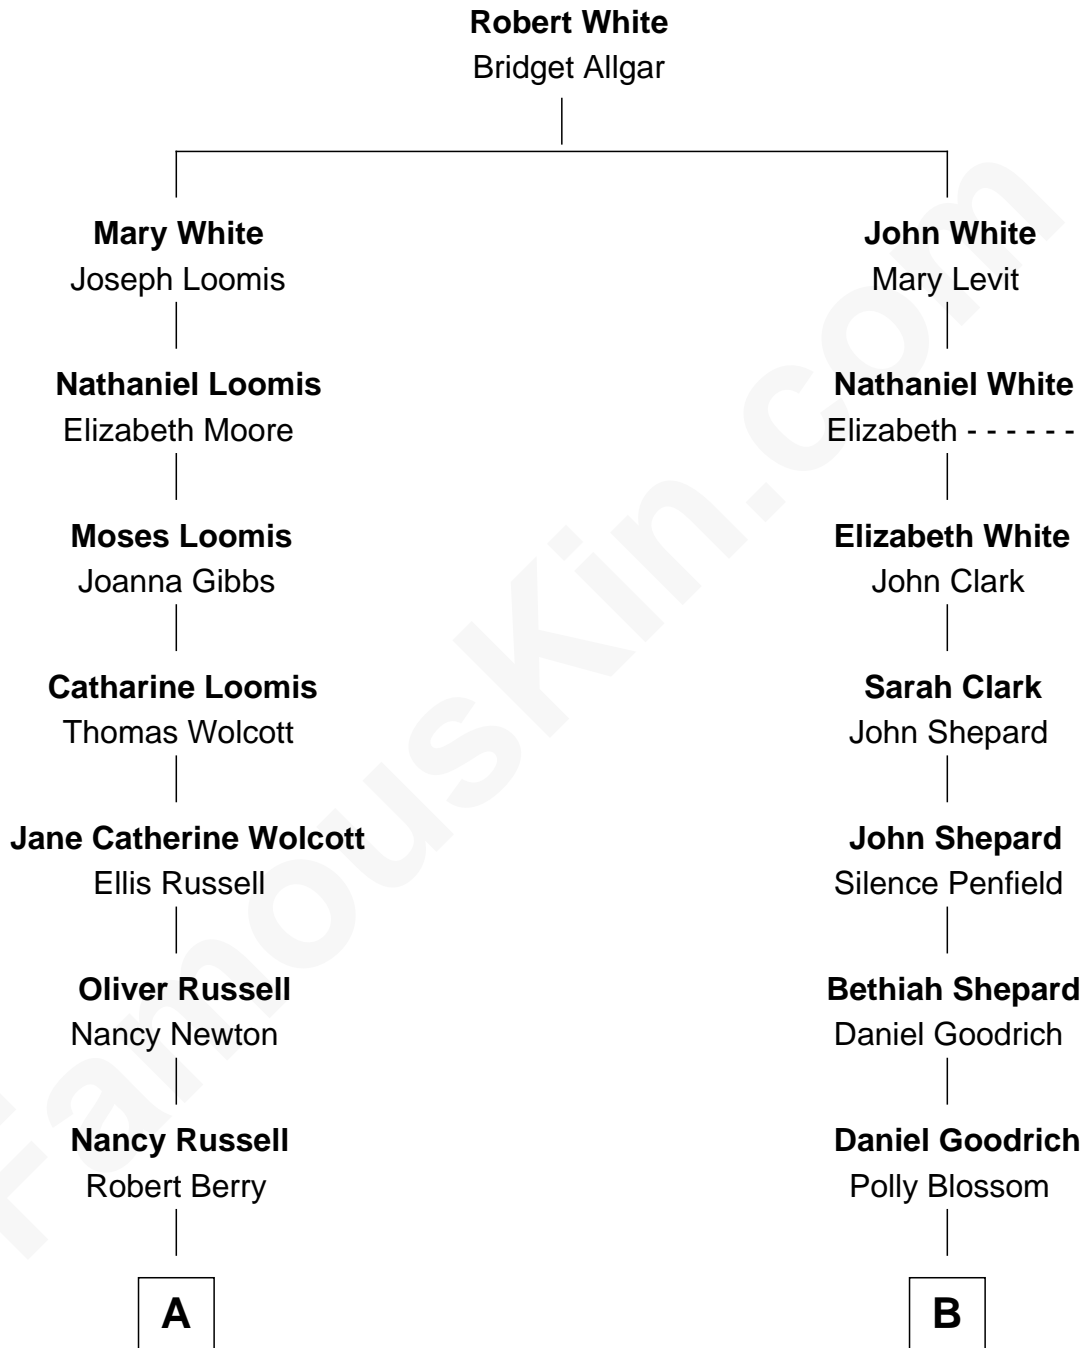 Robert White
Bridget Allgar
Mary White
Joseph Loomis
John White
Mary Levit
Nathaniel Loomis
Elizabeth Moore
Nathaniel White
Elizabeth - - - - - -
Moses Loomis
Joanna Gibbs
Elizabeth White
John Clark
Catharine Loomis
Thomas Wolcott
Sarah Clark
John Shepard
Jane Catherine Wolcott
Ellis Russell
John Shepard
Silence Penfield
Oliver Russell
Nancy Newton
Bethiah Shepard
Daniel Goodrich
Nancy Russell
Robert Berry
Daniel Goodrich
Polly Blossom
A
B
FamousKin.com